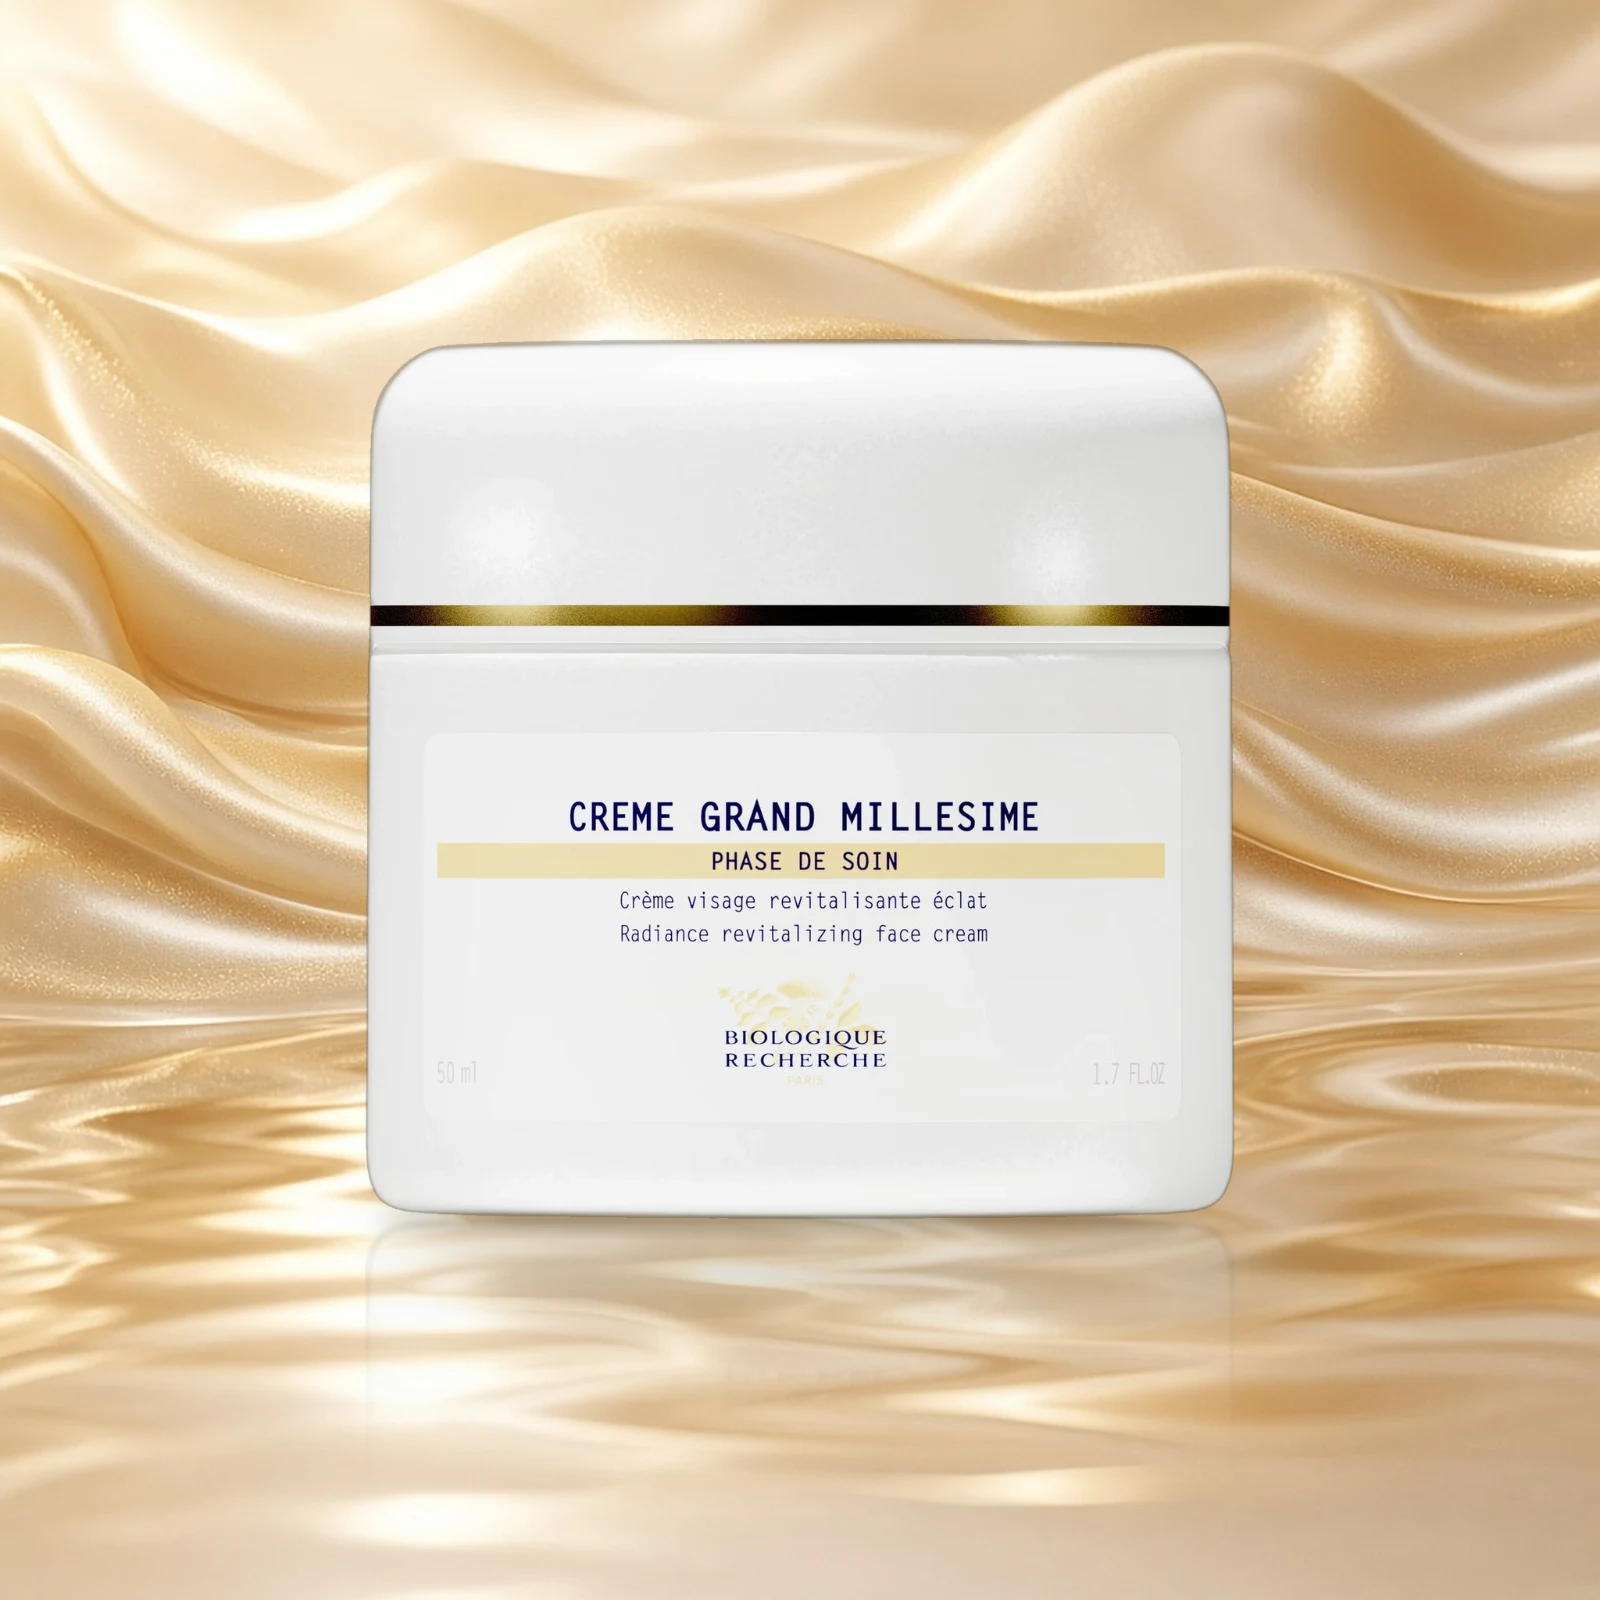 CREME GRAND MILLESIME
PHASE DE SOIN
Crème visage revitalisante éclat
Radiance revitalizing face cream
BIOLOGIQUE
RECHERCHE
PARIS
50 ml
1.7 FL.OZ